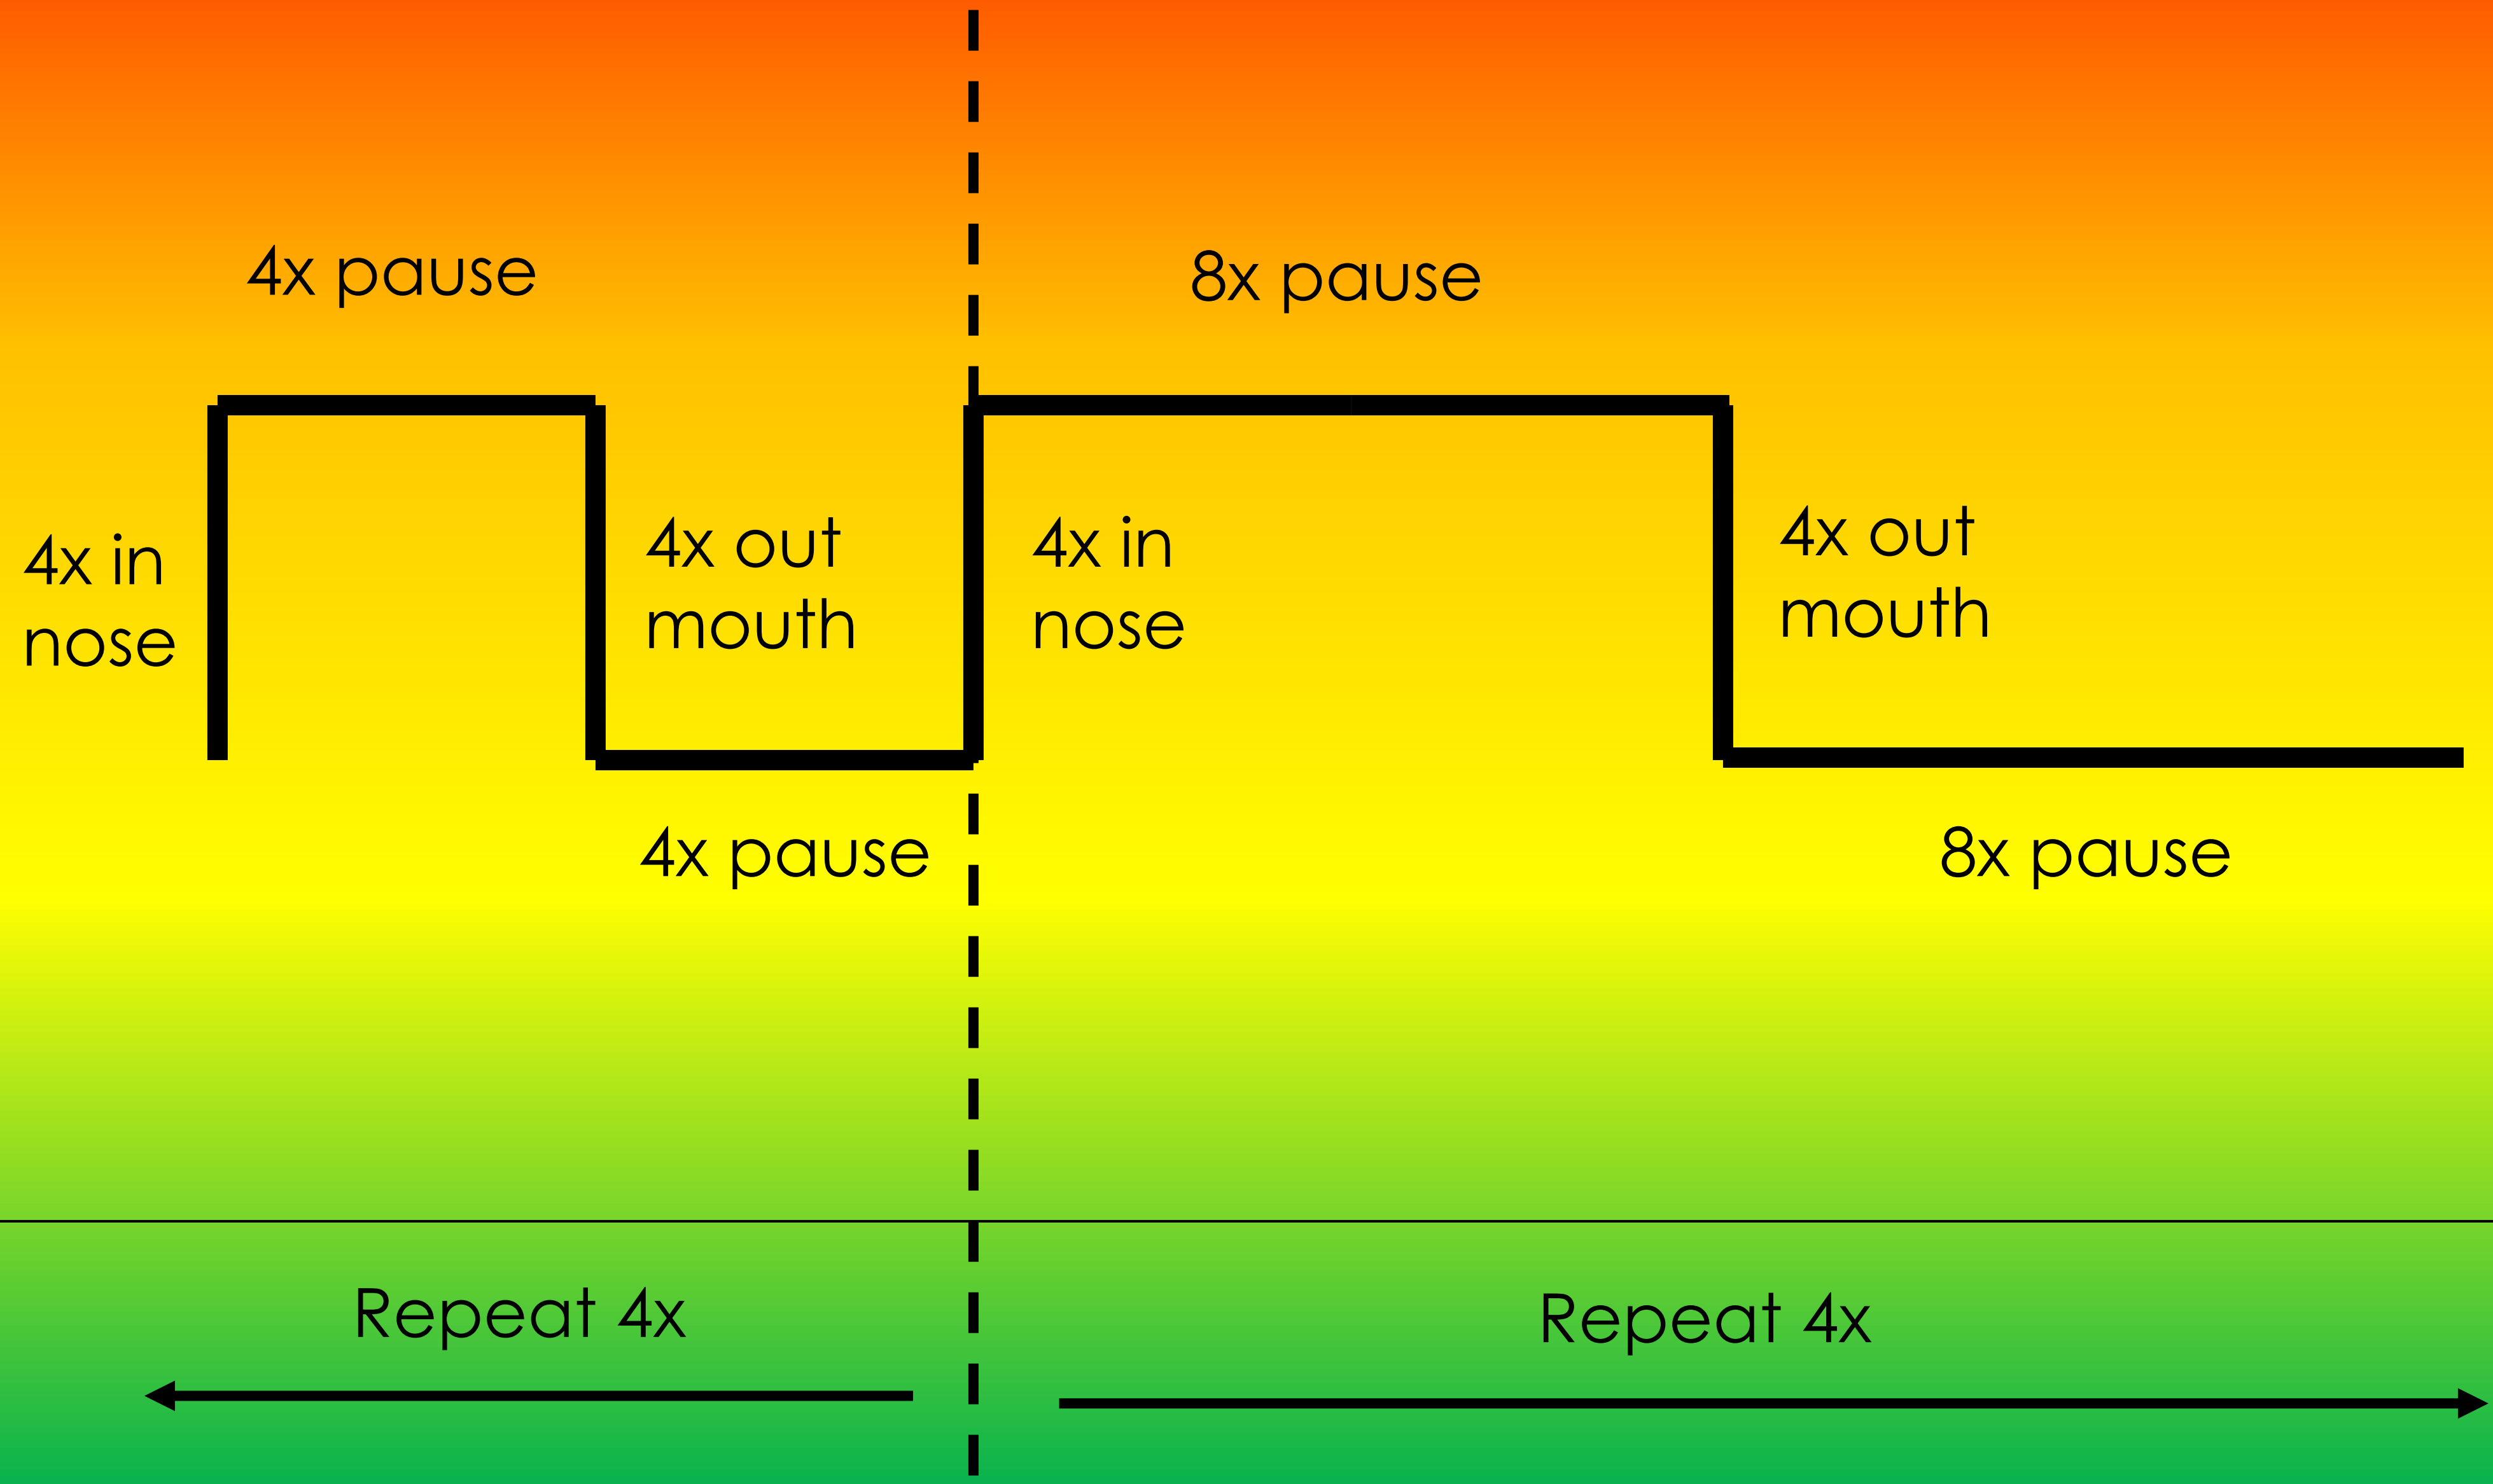 4x pause
8x pause
4x in
nose
4x out
mouth
4x in
nose
4x out
mouth
4x pause
8x pause
Repeat 4x
Repeat 4x